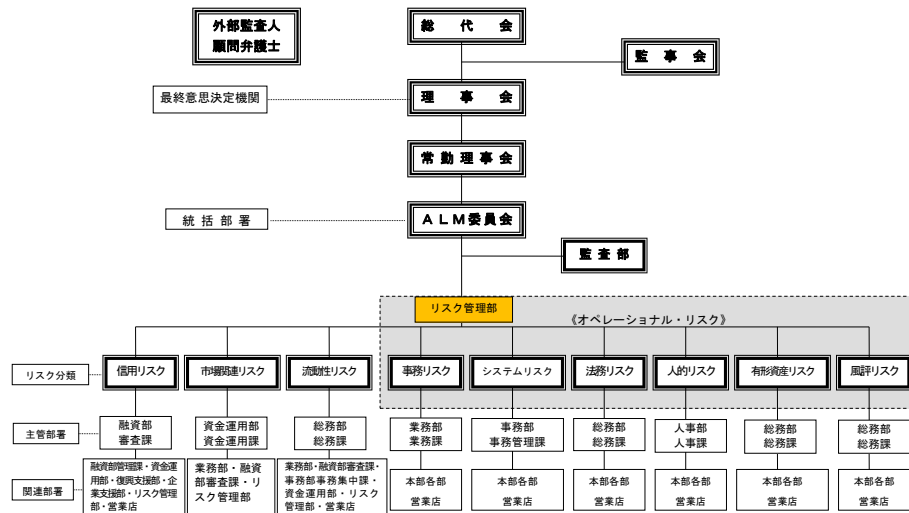 外部監査人
顧問弁護士
総代会
監事会
最終意思決定機関
理事会
常勤理事会
統括部署
ALM委員会
監査部
リスク管理部
《オペレーショナル・リスク》
リスク分類
信用リスク
市場関連リスク
流動性リスク
事務リスク
システムリスク
法務リスク
人的リスク
有形資産リスク
風評リスク
主管部署
融資部
審査課
資金運用部
資金運用課
総務部
総務課
業務部
業務課
事務部
事務管理課
総務部
総務課
人事部
人事課
総務部
総務課
総務部
総務課
関連部署
融資部管理課・資金運
用部・復興支援部・企
業支援部・リスク管理
部・営業店
業務部・融資
部審査課・リ
スク管理部
業務部・融資部審査課・
事務部事務集中課・
資金運用部・リスク
管理部・営業店
本部各部
営業店
本部各部
営業店
本部各部
営業店
本部各部
営業店
本部各部
営業店
本部各部
営業店